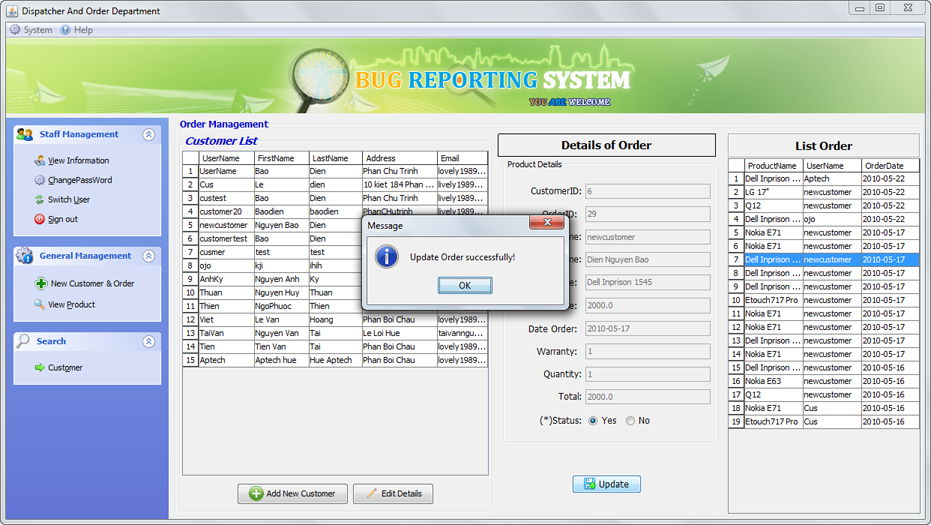 Dispatcher And Order Department
System Help
BUG REPORTING SYSTEM
YOU ARE WELCOME
Staff Management
View Information
ChangePassWord
Switch User
Sign out
General Management
New Customer & Order
View Product
Search
Customer
Order Management
Customer List
UserName FirstName LastName Address Email
1 UserName Bao Dien Phan Chu Trinh lovely1989...
2 Cus Le dien 10 kiet 184 Phan ... lovely1989...
3 custest Bao Dien Phan Chu Trinh lovely1989...
4 customer20 Baodien baodien PhanCHutrinh lovely1989...
5 newcustomer Nguyen Bao Dien
6 customertest Bao Dien
7 cusmer test test
8 ojo kji ihih
9 AnhKy Nguyen Anh Ky
10 Thuan Nguyen Huy Thuan
11 Thien NgoPhuoc Thien
12 Viet Le Van Hoang Phan Boi Chau lovely1989...
13 TaiVan Nguyen Van Tai Le Loi Hue taivanngu...
14 Tien Tien Van Tai Phan Boi Chau lovely1989...
15 Aptech Aptech hue Hue Aptech Phan Boi Chau lovely1989...
Add New Customer Edit Details
Details of Order
Product Details
CustomerID: 6
OrderID: 29
me: newcustomer
Dien Nguyen Bao
e: Dell Inprison 1545
e: 2000.0
Date Order: 2010-05-17
Warranty: 1
Quantity: 1
Total: 2000.0
(*)Status: Yes No
Update
Message
Update Order successfully!
OK
List Order
ProductName UserName OrderDate
1 Dell Inprison ... Aptech 2010-05-22
2 LG 17" newcustomer 2010-05-22
3 Q12 newcustomer 2010-05-22
4 Dell Inprison ... ojo 2010-05-22
5 Nokia E71 newcustomer 2010-05-17
6 Nokia E71 newcustomer 2010-05-17
7 Dell Inprison ... newcustomer 2010-05-17
8 Dell Inprison ... newcustomer 2010-05-17
9 Dell Inprison ... newcustomer 2010-05-17
10 Etouch717 Pro newcustomer 2010-05-17
11 Nokia E71 newcustomer 2010-05-17
12 Nokia E71 newcustomer 2010-05-17
13 Dell Inprison ... newcustomer 2010-05-17
14 Nokia E71 newcustomer 2010-05-17
15 Dell Inprison ... newcustomer 2010-05-16
16 Nokia E63 newcustomer 2010-05-16
17 Q12 newcustomer 2010-05-16
18 Nokia E71 Cus 2010-05-16
19 Etouch717 Pro Cus 2010-05-16